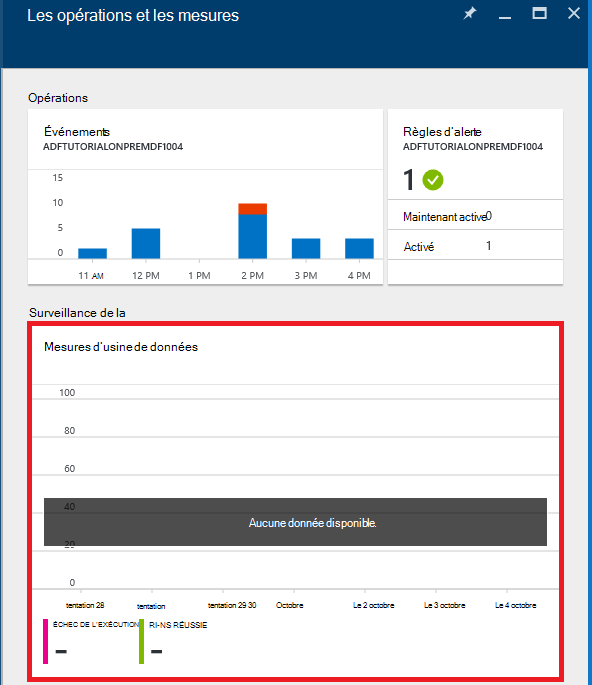 Les opérations et les mesures
Opérations
Événements
ADFTUTORIALONPREMDF1004
15
10
5
0
11 AM 12 PM 1 PM 2 PM 3 PM 4 PM
Règles d'alerte
ADFTUTORIALONPREMDF1004
1
Maintenant active 0
Activé 1
Surveillance de la
Mesures d'usine de données
100
80
60
40
Aucune donnée disponible.
20
0
tentation 28 tentation tentation 29 30 Octobre Le 2 octobre Le 3 octobre Le 4 octobre
ÉCHEC DE L'EXÉCUTION RI-NS RÉUSSIE
– –